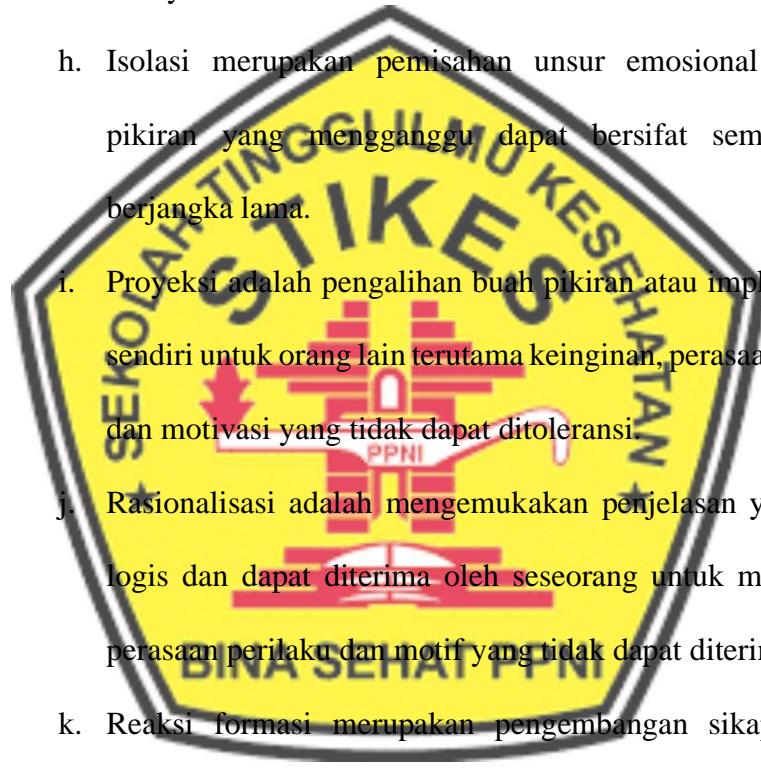 h. Isolasi merupakan pemisahan unsur emosional
pikiran yang mengganggu dapat bersifat sem
berjangka lama.
i. Proyeksi adalah pengalihan buah pikiran atau impl
sendiri untuk orang lain terutama keinginan, perasaa
dan motivasi yang tidak dapat ditoleransi.
j. Rasionalisasi adalah mengemukakan penjelasan y
logis dan dapat diterima oleh seseorang untuk m
perasaan perilaku dan motif yang tidak dapat diterim
k. Reaksi formasi merupakan pengembangan sika
SEKOLAH TINGGI ILMU KESEHATAN
STIKES
PPNI
BINA SEHAT PPNI